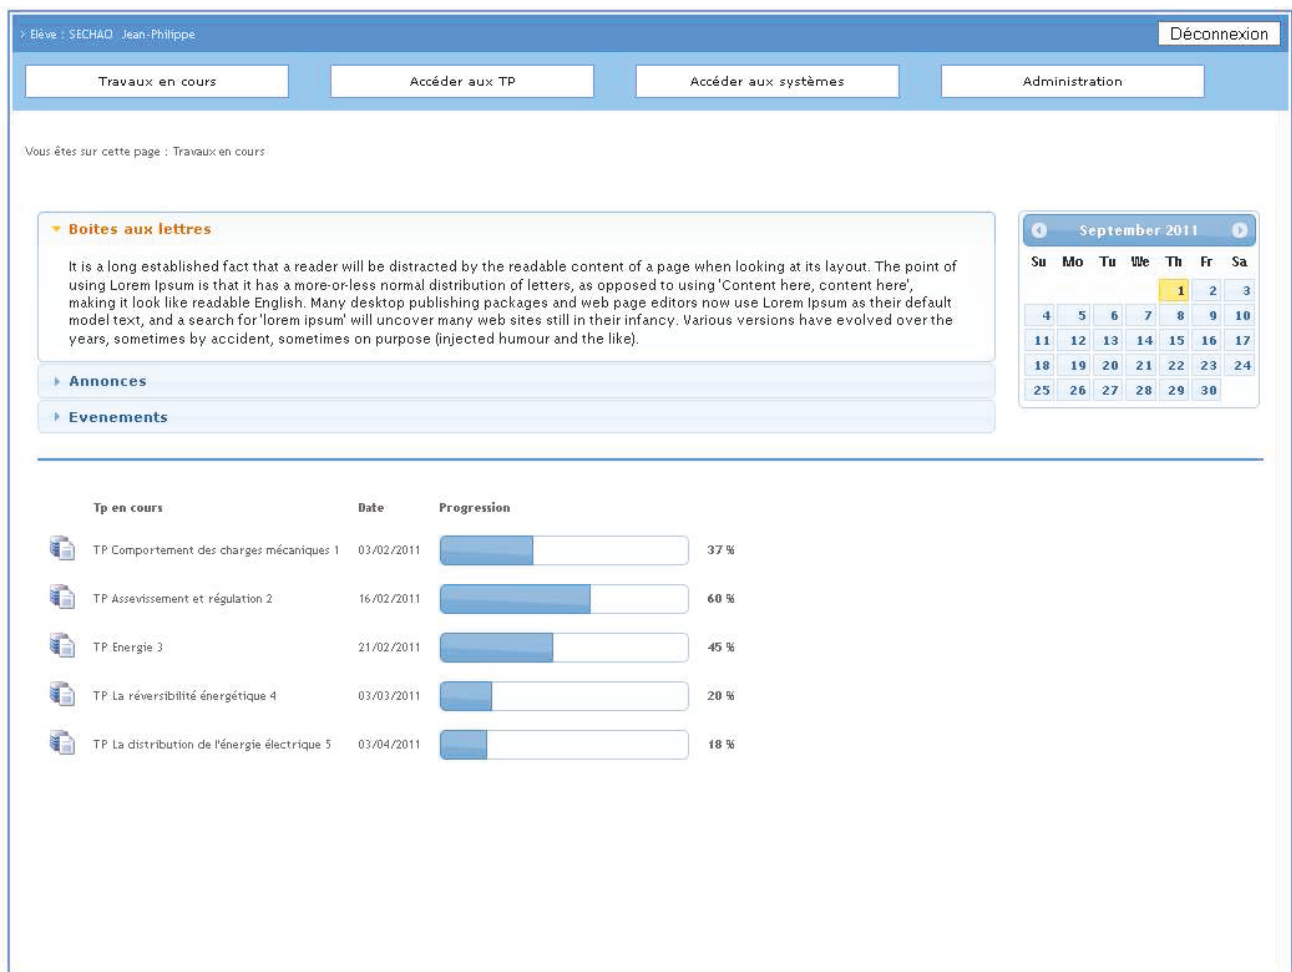 > Elève : SECHAO Jean-Philippe
Déconnexion
Travaux en cours
Accéder aux TP
Accéder aux systèmes
Administration
Vous êtes sur cette page : Travaux en cours
Boites aux lettres
It is a long established fact that a reader will be distracted by the readable content of a page when looking at its layout. The point of
using Lorem Ipsum is that it has a more-or-less normal distribution of letters, as opposed to using 'Content here, content here',
making it look like readable English. Many desktop publishing packages and web page editors now use Lorem Ipsum as their default
model text, and a search for 'lorem ipsum' will uncover many web sites still in their infancy. Various versions have evolved over the
years, sometimes by accident, sometimes on purpose (injected humour and the like).
Annonces
Evenements
September 2011
Su Mo Tu We Th Fr Sa
1 2 3
4 5 6 7 8 9 10
11 12 13 14 15 16 17
18 19 20 21 22 23 24
25 26 27 28 29 30
Tp en cours Date Progression
TP Comportement des charges mécaniques 1 03/02/2011 37 %
TP Assevissement et régulation 2 16/02/2011 60 %
TP Energie 3 21/02/2011 45 %
TP La réversibilité énergétique 4 03/03/2011 20 %
TP La distribution de l'énergie électrique 5 03/04/2011 18 %